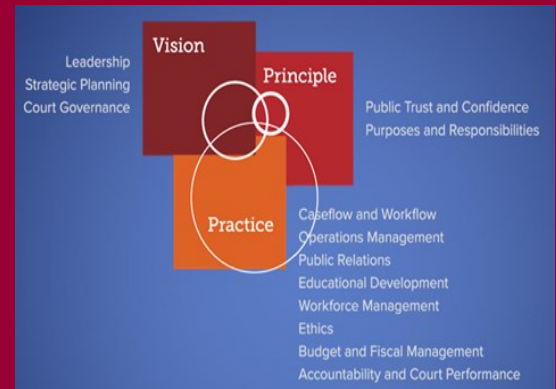 Vision
Leadership
Strategic Planning
Court Governance
Principle
Public Trust and Confidence
Purposes and Responsibilities
Practice
Caseflow and Workflow
Operations Management
Public Relations
Educational Development
Workforce Management
Ethics
Budget and Fiscal Management
Accountability and Court Performance